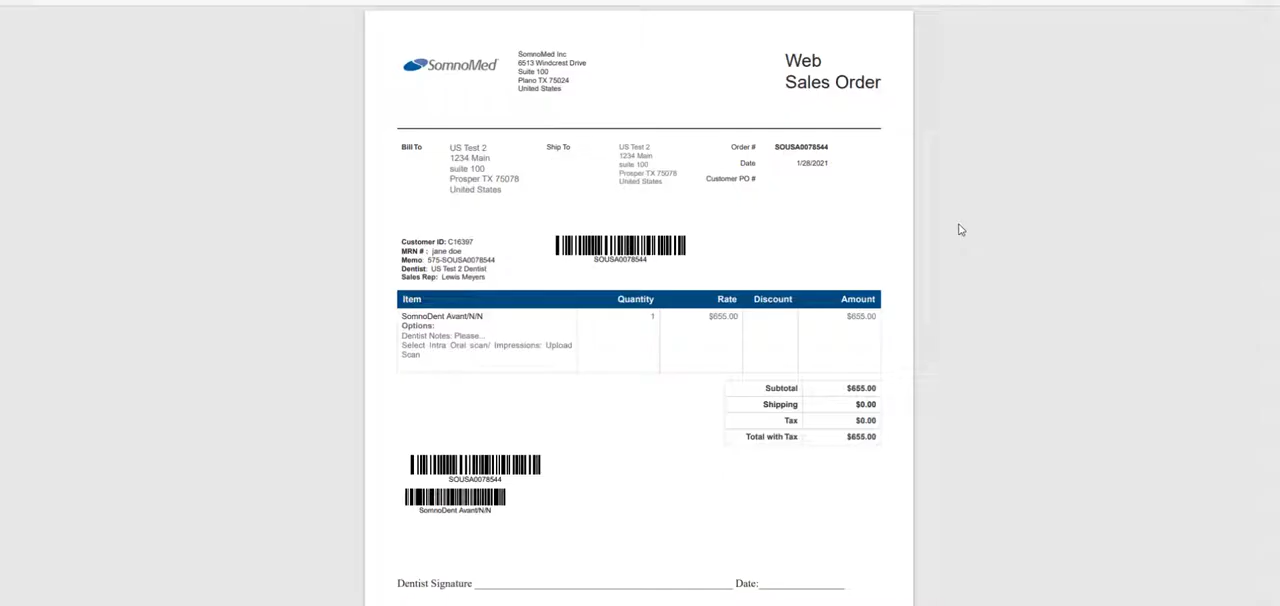 SomnoMed
SomnoMed Inc
6513 Windcrest Drive
Suite 100
Plano TX 75024
United States
Web
Sales Order
Bill To
US Test 2
1234 Main
suite 100
Prosper TX 75078
United States
Ship To
US Test 2
1234 Main
suite 100
Prosper TX 75078
United States
Order # SOUSA0078544
Date 1/28/2021
Customer PO #
Customer ID: C16397
MRN # : jane doe
Memo: 575-SOUSA0078544
Dentist: US Test 2 Dentist
Sales Rep: Lewis Meyers
SOUSA0078544
Item Quantity Rate Discount Amount
SomnoDent Avant/N/N 1 $655.00 $655.00
Options:
Dentist Notes: Please...
Select Intra Oral scan/ Impressions: Upload
Scan
Subtotal $655.00
Shipping $0.00
Tax $0.00
Total with Tax $655.00
SOUSA0078544
SomnoDent Avant/N/N
Dentist Signature Date: